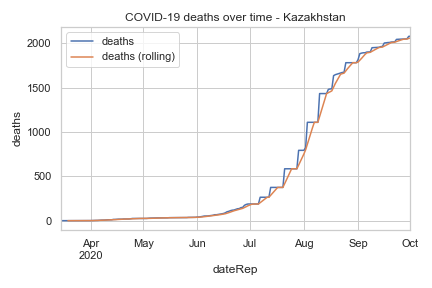 COVID-19 deaths over time - Kazakhstan
deaths
deaths (rolling)
2000
1500
1000
500
0
deaths
Apr
2020
May
Jun
Jul
Aug
Sep
Oct
dateRep